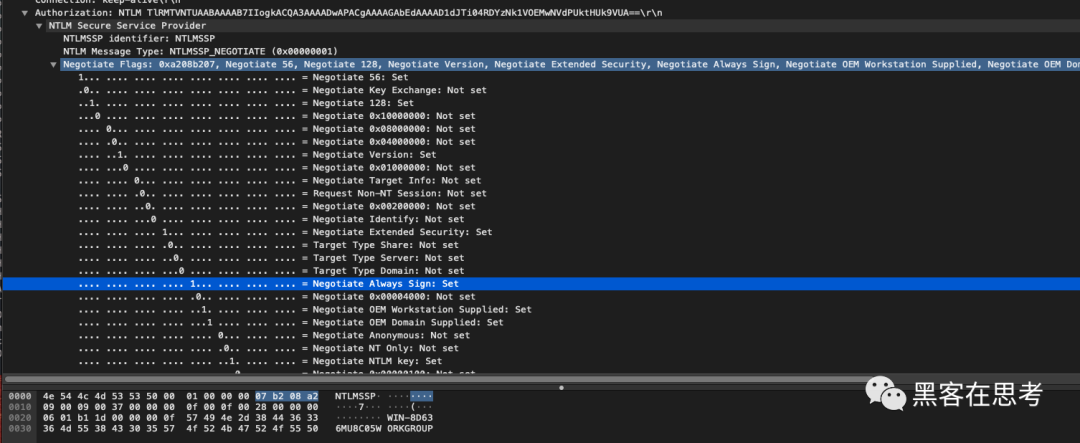 Connection: Keep-alive\r\n
Authorization: NTLM TlRMTVNTUAABAAAAB7IIogkACQA3AAAADwAPACgAAAAGAbEdAAAAD1dJTi04RDYzNk1VOEMwNVdPUktHUk9VUA==\r\n
NTLM Secure Service Provider
NTLMSSP identifier: NTLMSSP
NTLM Message Type: NTLMSSP_NEGOTIATE (0x00000001)
Negotiate Flags: 0xa208b207, Negotiate 56, Negotiate 128, Negotiate Version, Negotiate Extended Security, Negotiate Always Sign, Negotiate OEM Workstation Supplied, Negotiate OEM Dom
1... .... .... .... .... .... .... .... = Negotiate 56: Set
.0.. .... .... .... .... .... .... .... = Negotiate Key Exchange: Not set
..1. .... .... .... .... .... .... .... = Negotiate 128: Set
...0 .... .... .... .... .... .... .... = Negotiate 0x10000000: Not set
.... 0... .... .... .... .... .... .... = Negotiate 0x08000000: Not set
.... .0.. .... .... .... .... .... .... = Negotiate 0x04000000: Not set
.... ..1. .... .... .... .... .... .... = Negotiate Version: Set
.... ...0 .... .... .... .... .... .... = Negotiate 0x01000000: Not set
.... .... 0... .... .... .... .... .... = Negotiate Target Info: Not set
.... .... .0.. .... .... .... .... .... = Request Non-NT Session: Not set
.... .... ..0. .... .... .... .... .... = Negotiate 0x00200000: Not set
.... .... ...0 .... .... .... .... .... = Negotiate Identify: Not set
.... .... .... 1... .... .... .... .... = Negotiate Extended Security: Set
.... .... .... .0.. .... .... .... .... = Target Type Share: Not set
.... .... .... ..0. .... .... .... .... = Target Type Server: Not set
.... .... .... ...0 .... .... .... .... = Target Type Domain: Not set
.... .... .... .... 1... .... .... .... = Negotiate Always Sign: Set
.... .... .... .... .0.. .... .... .... = Negotiate 0x00004000: Not set
.... .... .... .... ..1. .... .... .... = Negotiate OEM Workstation Supplied: Set
.... .... .... .... ...1 .... .... .... = Negotiate OEM Domain Supplied: Set
.... .... .... .... .... 0... .... .... = Negotiate Anonymous: Not set
.... .... .... .... .... .0.. .... .... = Negotiate NT Only: Not set
.... .... .... .... .... ..1. .... .... = Negotiate NTLM key: Set
0000 4e 54 4c 4d 53 53 50 00 01 00 00 00 07 b2 08 a2 NTLMSSP· ········
0010 09 00 09 00 37 00 00 00 0f 00 0f 00 28 00 00 00 ····7··· ····(···
0020 06 01 b1 1d 00 00 00 0f 57 49 4e 2d 38 44 36 33 ········ WIN-8D63
0030 36 4d 55 38 43 30 35 57 4f 52 4b 47 52 4f 55 50 6MU8C05W ORKGROUP
黑客在思考